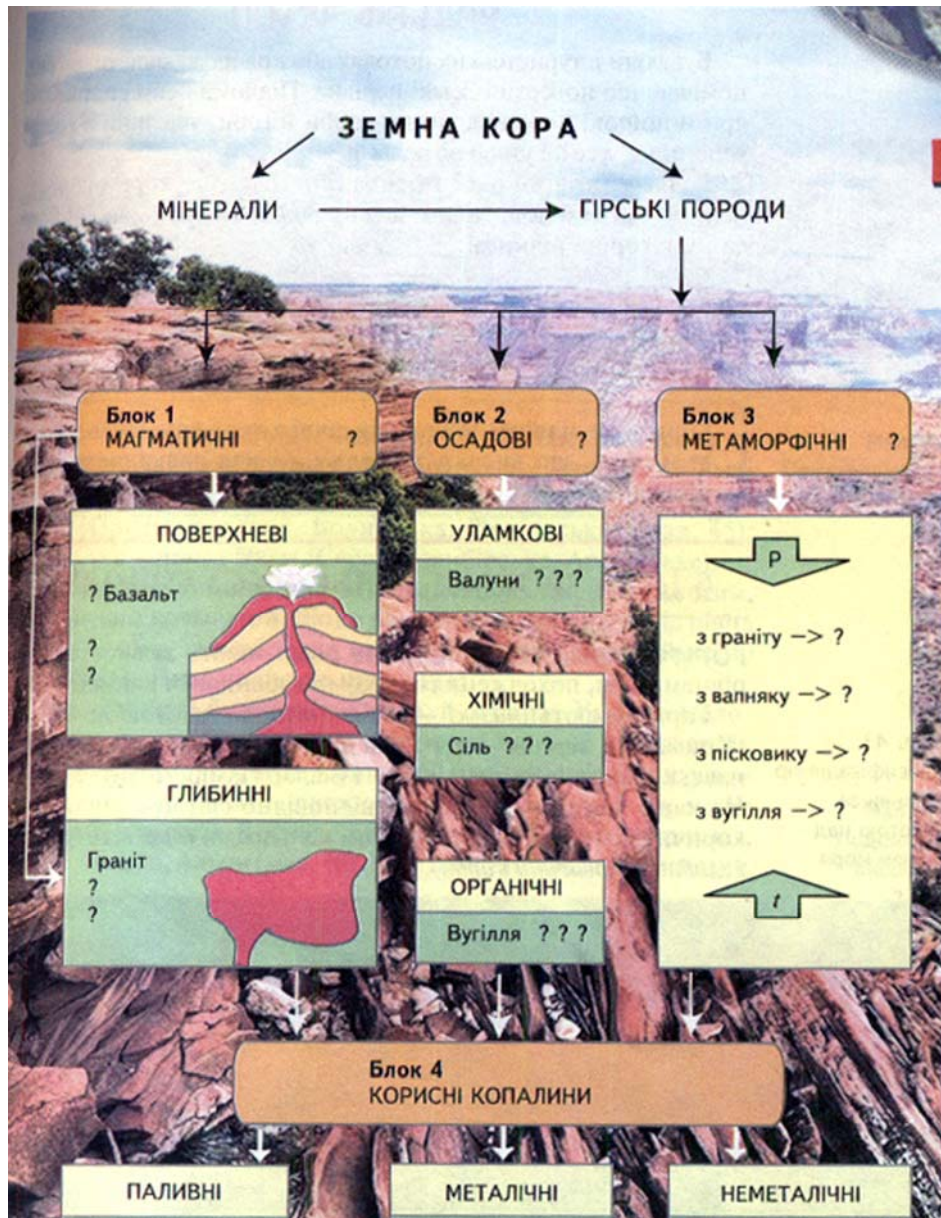 ЗЕМНА КОРА
МІНЕРАЛИ
ГІРСЬКІ ПОРОДИ
Блок 1
МАГМАТИЧНІ ?
Блок 2
ОСАДОВІ ?
Блок 3
МЕТАМОРФІЧНІ ?
ПОВЕРХНЕВІ
? Базальт
?
?
ГЛИБИННІ
Граніт
?
?
УЛАМКОВІ
Валуни ? ? ?
ХІМІЧНІ
Сіль ? ? ?
ОРГАНІЧНІ
Вугілля ? ? ?
P
з граніту —> ?
з вапняку —> ?
з пісковику —> ?
з вугілля —> ?
t
Блок 4
КОРИСНІ КОПАЛИНИ
ПАЛИВНІ
МЕТАЛІЧНІ
НЕМЕТАЛІЧНІ